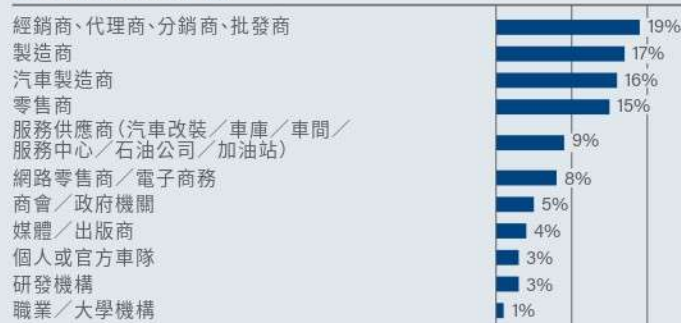 經銷商、代理商、分銷商、批發商 19%
製造商 17%
汽車製造商 16%
零售商 15%
服務供應商(汽車改裝／車庫／車間／
服務中心／石油公司／加油站) 9%
網路零售商／電子商務 8%
商會／政府機關 5%
媒體／出版商 4%
個人或官方車隊 3%
研發機構 3%
職業／大學機構 1%